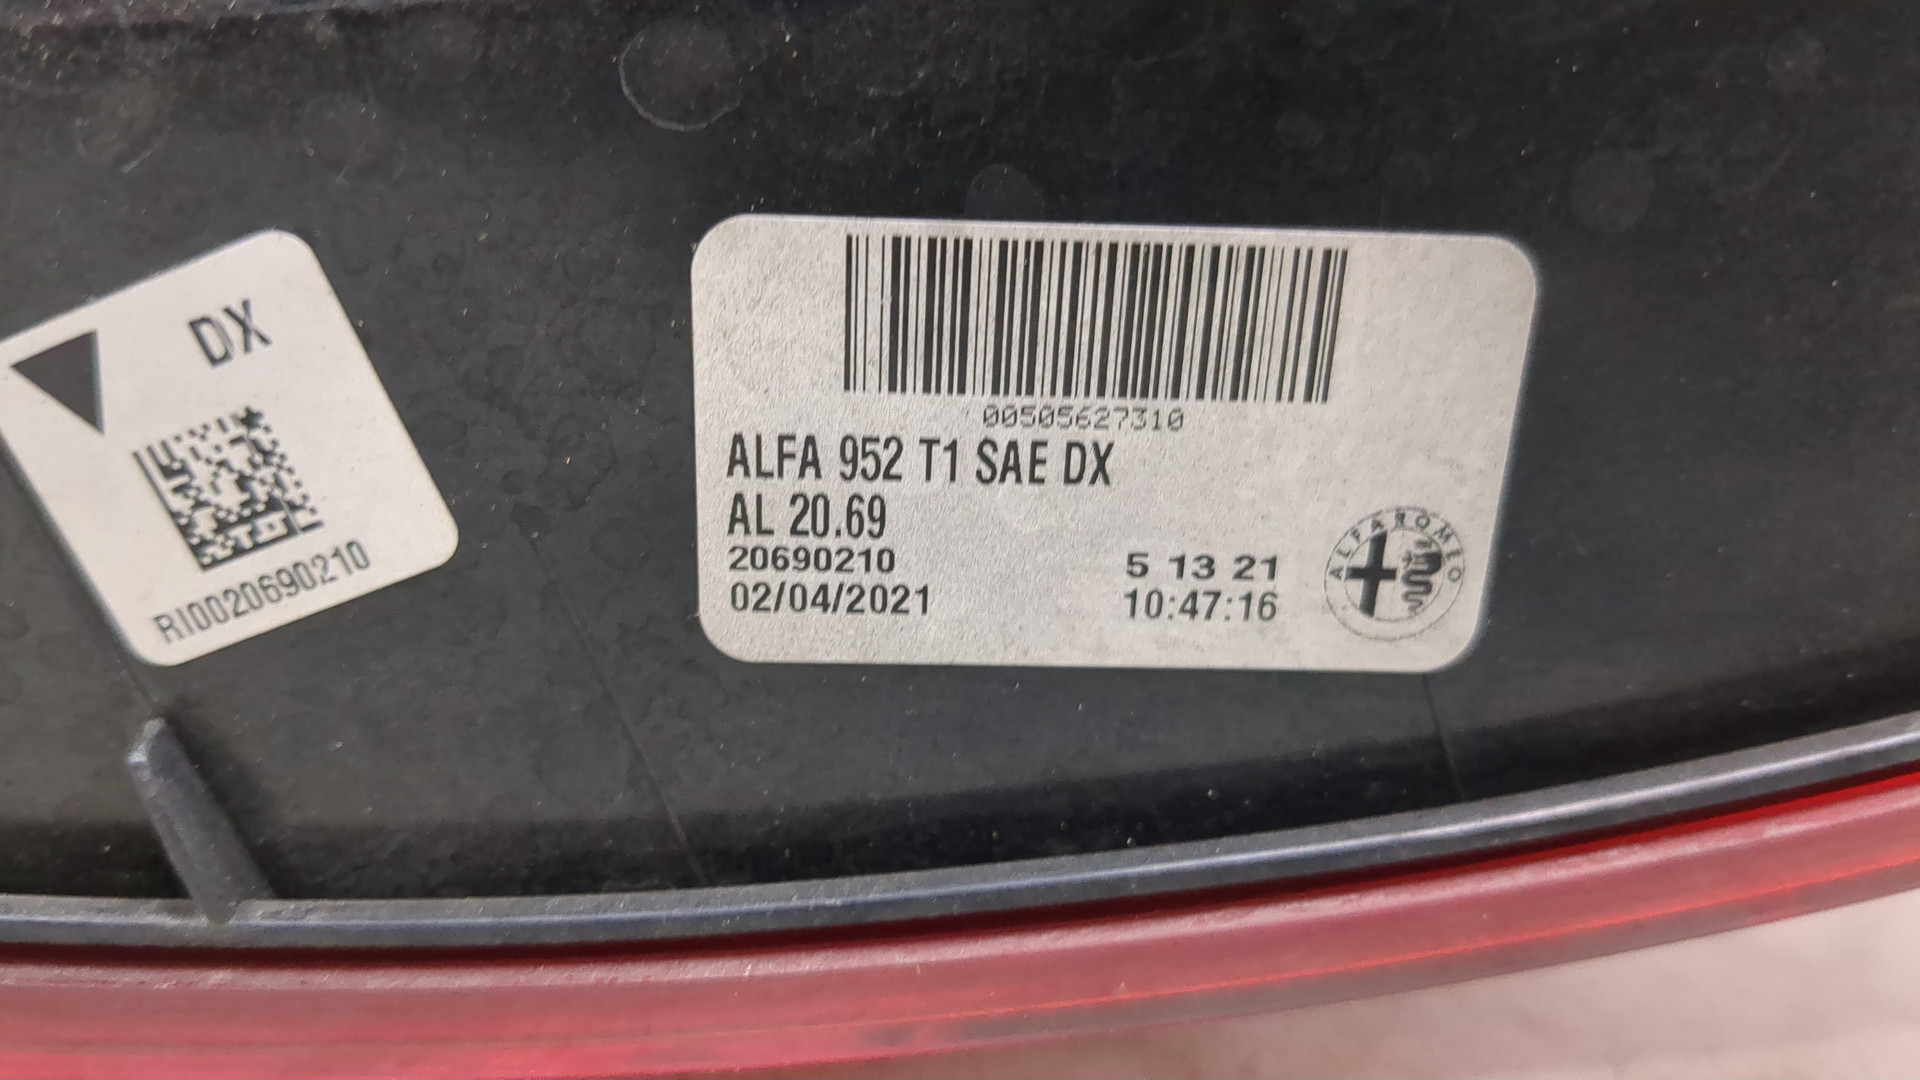 DX
RI0020690210
00505627310
ALFA 952 T1 SAE DX
AL 20.69
20690210 5 13 21
02/04/2021 10:47:16
ALFA ROMEO